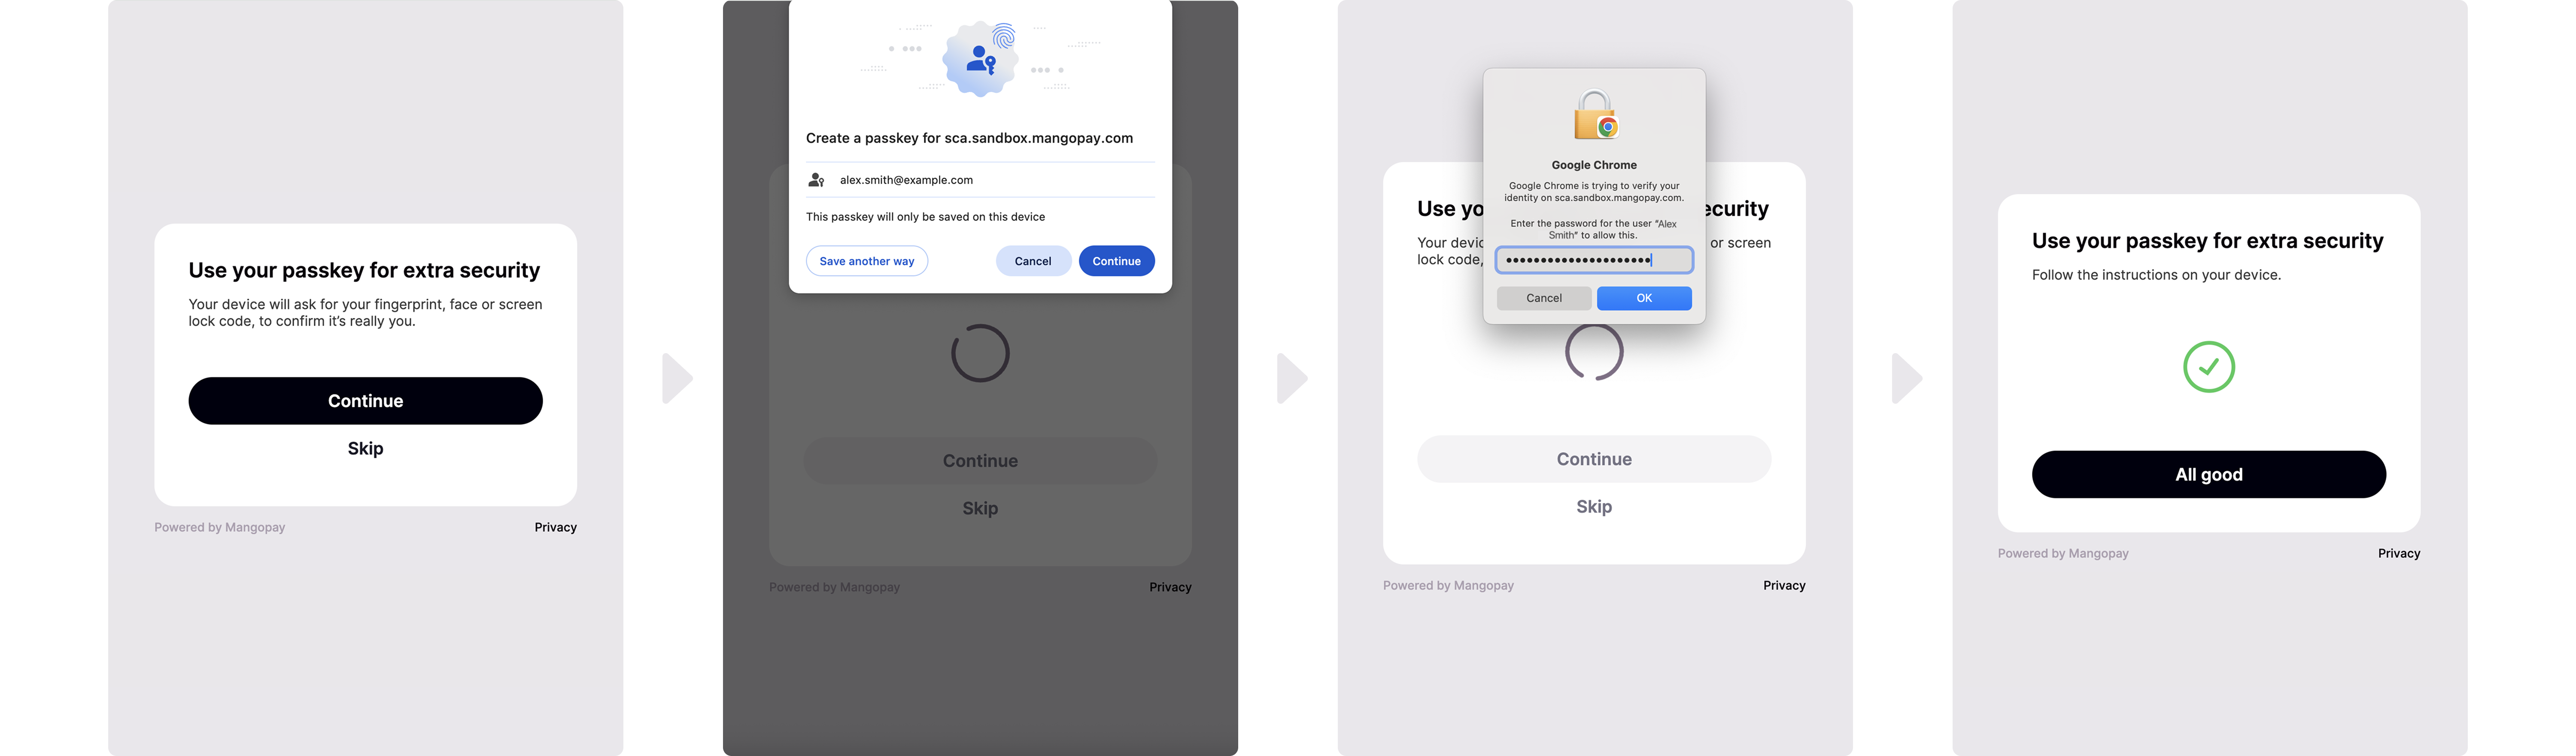 Use your passkey for extra security
Your device will ask for your fingerprint, face or screen
lock code, to confirm it’s really you.
Continue
Skip
Powered by Mangopay
Privacy
Create a passkey for sca.sandbox.mangopay.com
alex.smith@example.com
This passkey will only be saved on this device
Save another way
Cancel
Continue
Continue
Skip
Powered by Mangopay
Privacy
Google Chrome
Google Chrome is trying to verify your
identity on sca.sandbox.mangopay.com.
Enter the password for the user “Alex
Smith” to allow this.
Cancel
OK
Use yo
ecurity
Your devic
or screen
lock code,
Continue
Skip
Powered by Mangopay
Privacy
Use your passkey for extra security
Follow the instructions on your device.
All good
Powered by Mangopay
Privacy